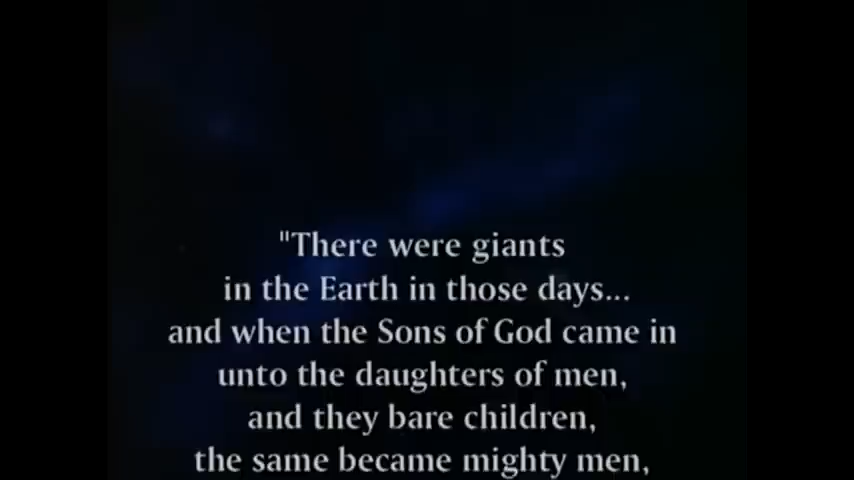 "There were giants
in the Earth in those days...
and when the Sons of God came in
unto the daughters of men,
and they bare children,
the same became mighty men,